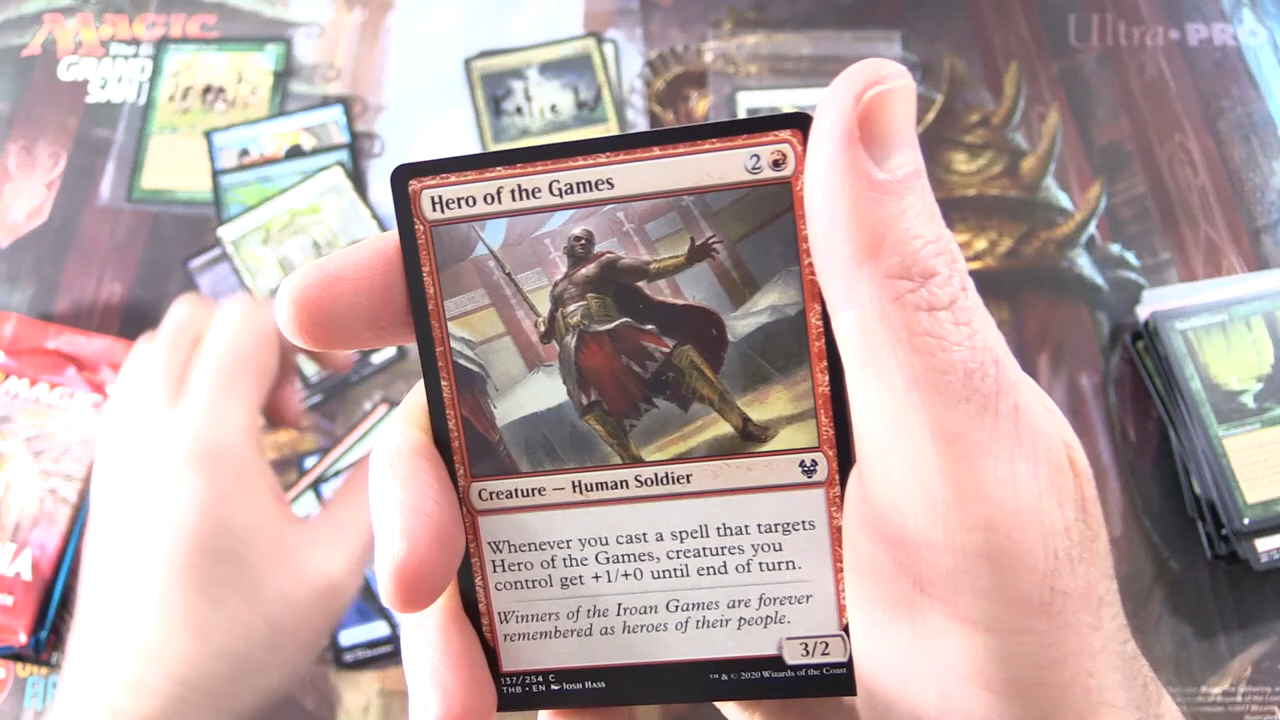 MAGIC
GRAND
Ultra•PRO
Hero of the Games
2
Creature — Human Soldier
Whenever you cast a spell that targets
Hero of the Games, creatures you
control get +1/+0 until end of turn.
Winners of the Iroan Games are forever
remembered as heroes of their people.
3/2
137/254 C
THB • EN Josh Hass
™ & © 2020 Wizards of the Coast